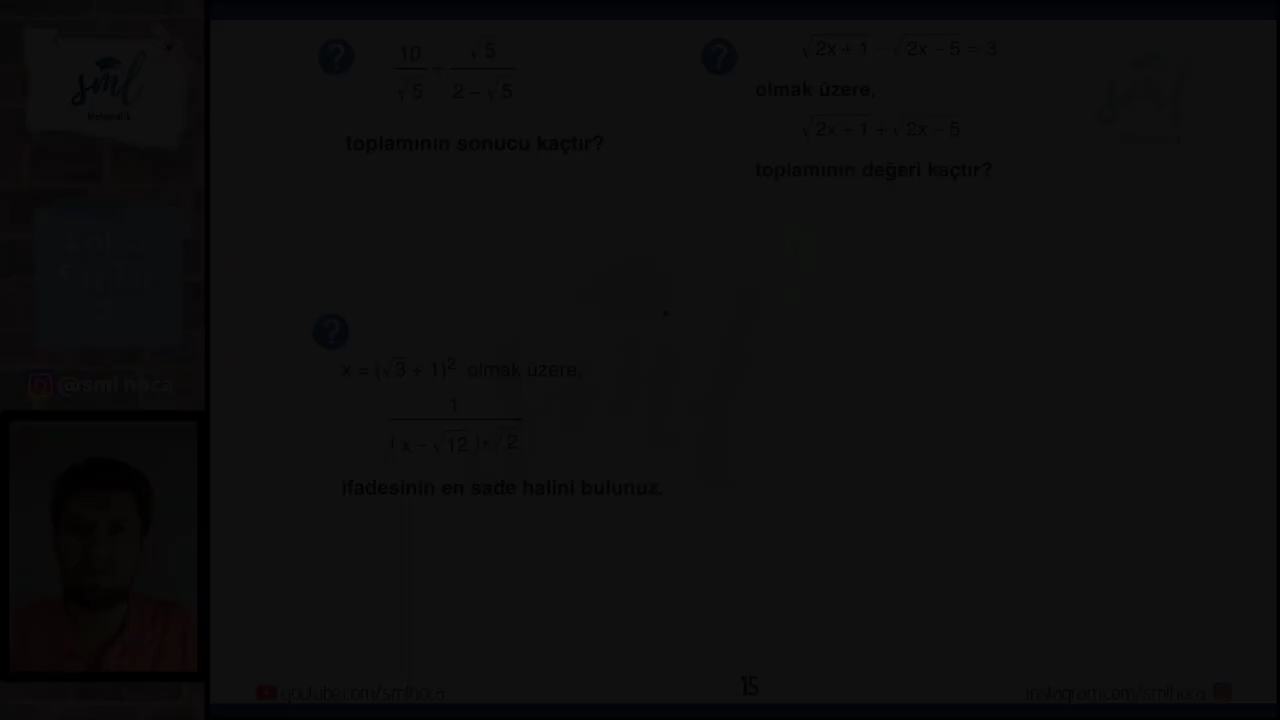 sml
Matematik
@sml hoca
10/√5 + √5/(2 − √5)
toplamının sonucu kaçtır?
√(2x + 1) − √(2x − 5) = 3
olmak üzere,
√(2x + 1) + √(2x − 5)
toplamının değeri kaçtır?
x = (√3 + 1)² olmak üzere,
1/((x − √12) · √2)
ifadesinin en sade halini bulunuz.
youtube.com/smlhoca
15
instagram.com/smlhoca